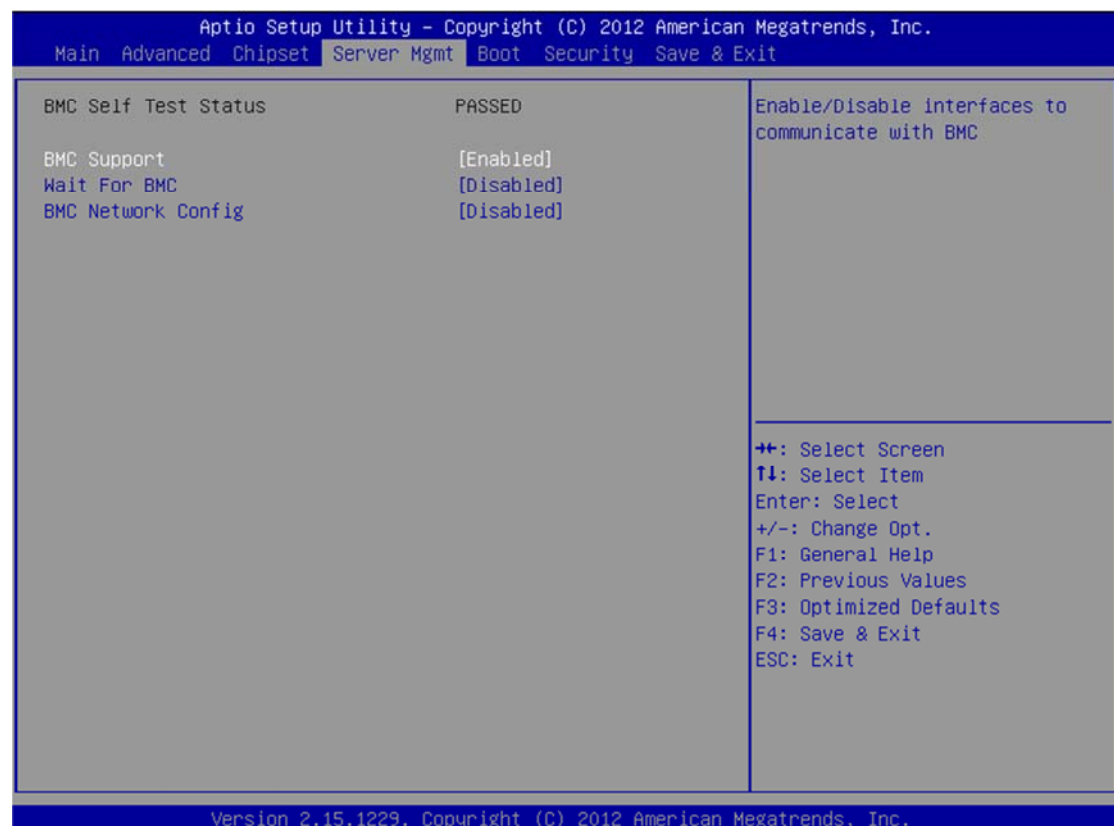 Aptio Setup Utility – Copyright (C) 2012 American Megatrends, Inc.
Main Advanced Chipset Server Mgmt Boot Security Save & Exit
BMC Self Test Status PASSED
BMC Support [Enabled]
Wait For BMC [Disabled]
BMC Network Config [Disabled]
Enable/Disable interfaces to
communicate with BMC
→←: Select Screen
↑↓: Select Item
Enter: Select
+/-: Change Opt.
F1: General Help
F2: Previous Values
F3: Optimized Defaults
F4: Save & Exit
ESC: Exit
Version 2.15.1229. Copyright (C) 2012 American Megatrends, Inc.